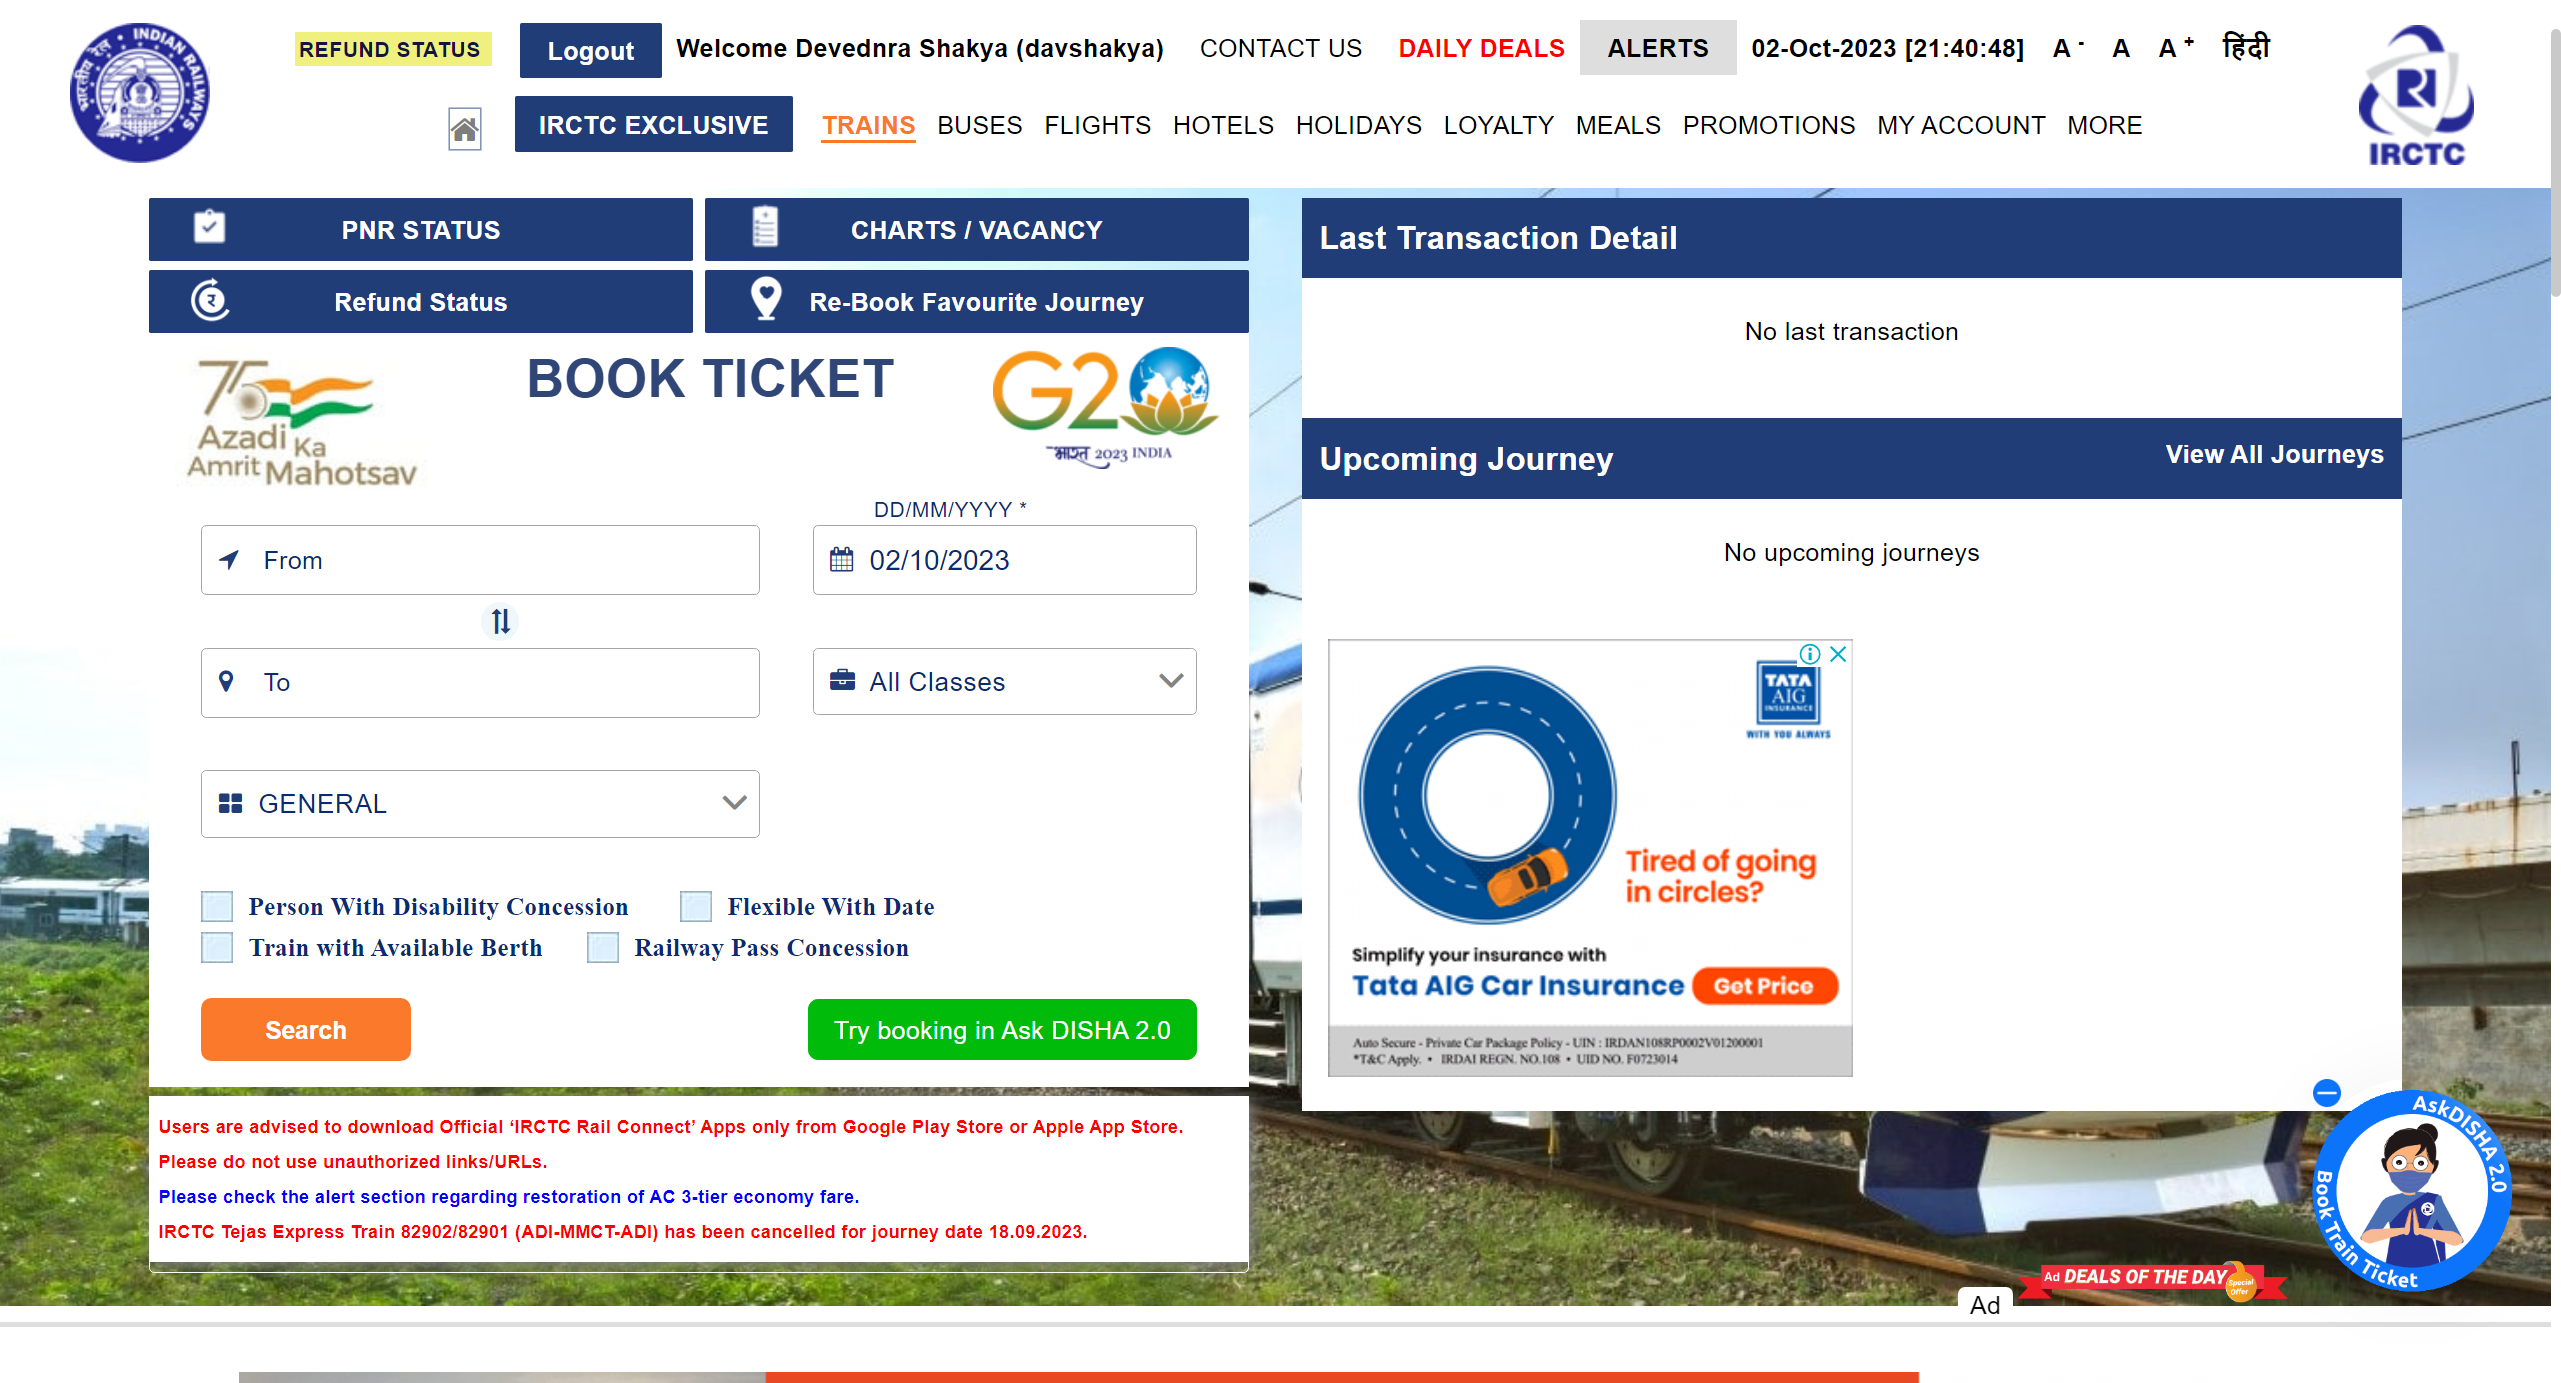 REFUND STATUS Logout Welcome Devednra Shakya (davshakya) CONTACT US DAILY DEALS ALERTS 02-Oct-2023 [21:40:48] A - A A + हिंदी
IRCTC EXCLUSIVE TRAINS BUSES FLIGHTS HOTELS HOLIDAYS LOYALTY MEALS PROMOTIONS MY ACCOUNT MORE
भारतीय रेल • INDIAN RAILWAYS
IRCTC
PNR STATUS
CHARTS / VACANCY
Refund Status
Re-Book Favourite Journey
75
Azadi Ka
Amrit Mahotsav
BOOK TICKET
G20
भारत 2023 INDIA
DD/MM/YYYY *
From
02/10/2023
To
All Classes
GENERAL
Person With Disability Concession
Flexible With Date
Train with Available Berth
Railway Pass Concession
Search
Try booking in Ask DISHA 2.0
Users are advised to download Official ‘IRCTC Rail Connect’ Apps only from Google Play Store or Apple App Store.
Please do not use unauthorized links/URLs.
Please check the alert section regarding restoration of AC 3-tier economy fare.
IRCTC Tejas Express Train 82902/82901 (ADI-MMCT-ADI) has been cancelled for journey date 18.09.2023.
Last Transaction Detail
No last transaction
Upcoming Journey
View All Journeys
No upcoming journeys
TATA
AIG
INSURANCE
WITH YOU ALWAYS
Tired of going
in circles?
Simplify your insurance with
Tata AIG Car Insurance
Get Price
Auto Secure - Private Car Package Policy - UIN : IRDAN108RP0002V01200001
*T&C Apply. • IRDAI REGN. NO.108 • UID NO. F0723014
AskDISHA 2.0
Book Train Ticket
Ad DEALS OF THE DAY
Special
Offer
Ad